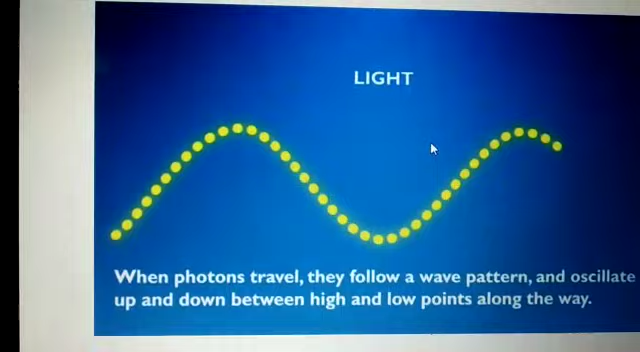 LIGHT
When photons travel, they follow a wave pattern, and oscillate
up and down between high and low points along the way.